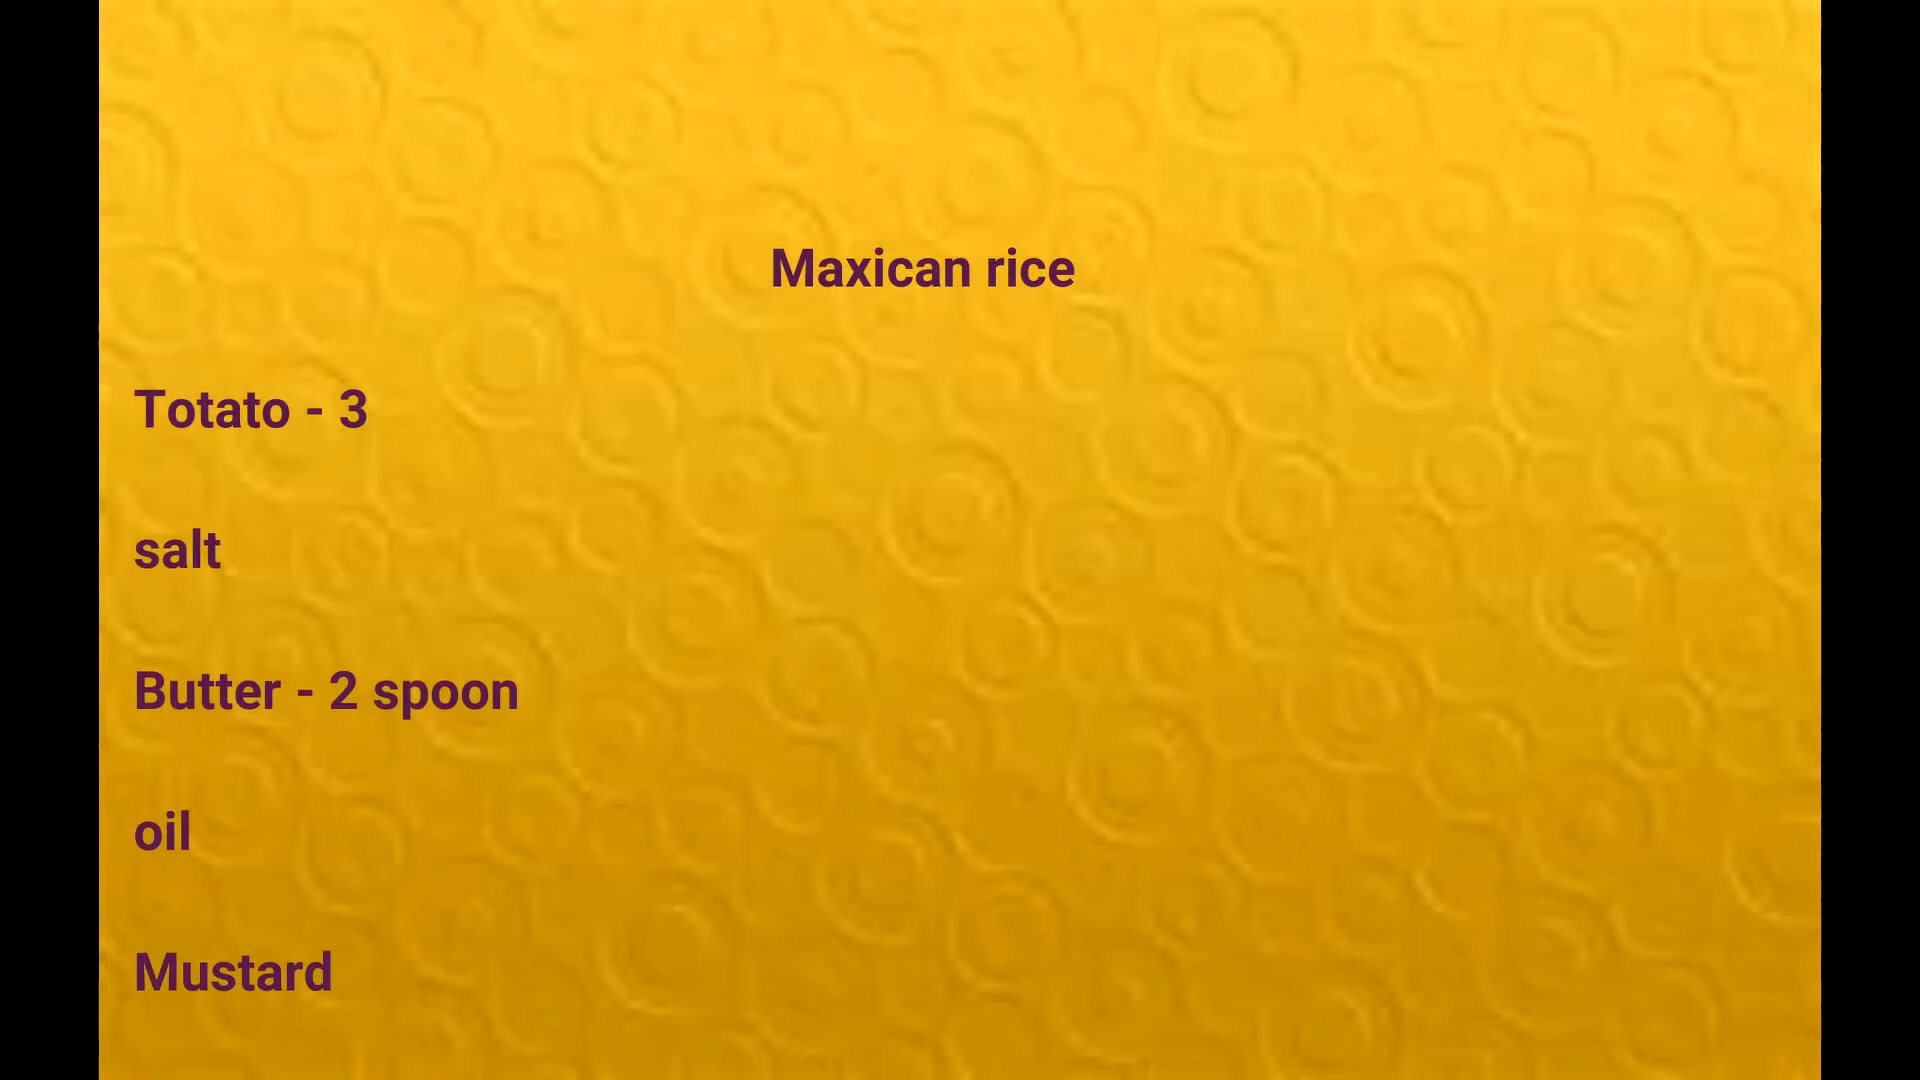 Maxican rice
Totato - 3
salt
Butter - 2 spoon
oil
Mustard